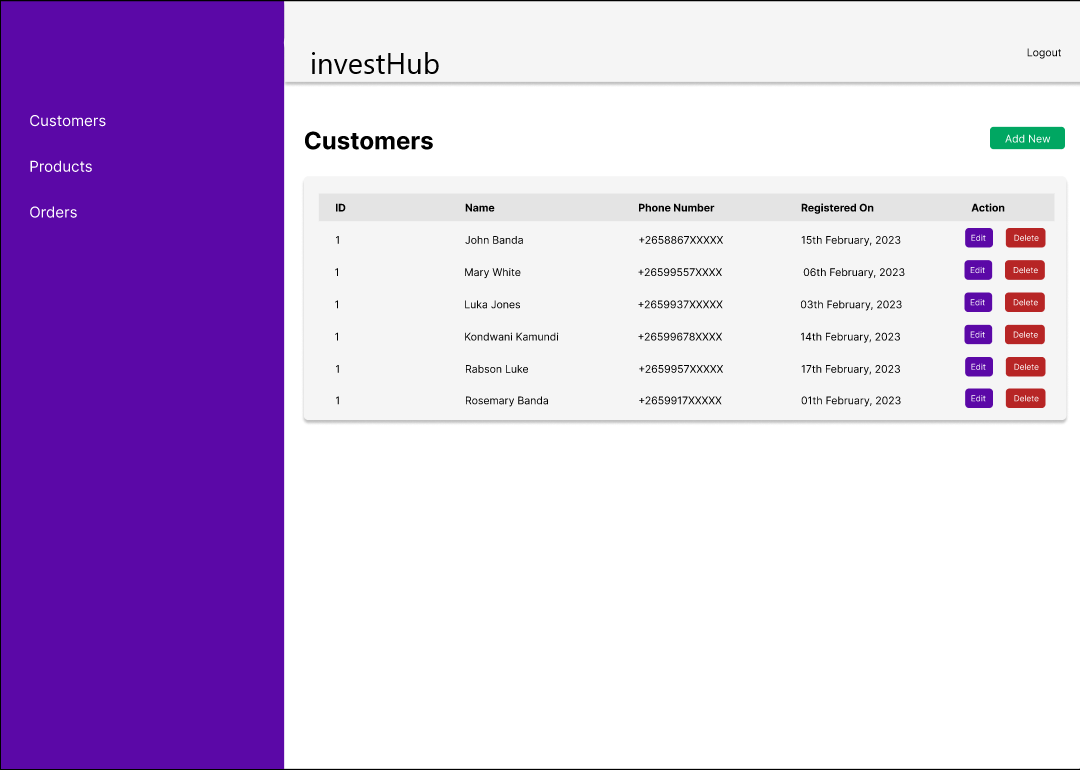 investHub
Logout
Customers
Products
Orders
Customers
Add New
ID Name Phone Number Registered On Action
1 John Banda +2658867XXXXX 15th February, 2023 Edit Delete
1 Mary White +26599557XXXX 06th February, 2023 Edit Delete
1 Luka Jones +2659937XXXXX 03th February, 2023 Edit Delete
1 Kondwani Kamundi +26599678XXXX 14th February, 2023 Edit Delete
1 Rabson Luke +2659957XXXXX 17th February, 2023 Edit Delete
1 Rosemary Banda +2659917XXXXX 01th February, 2023 Edit Delete